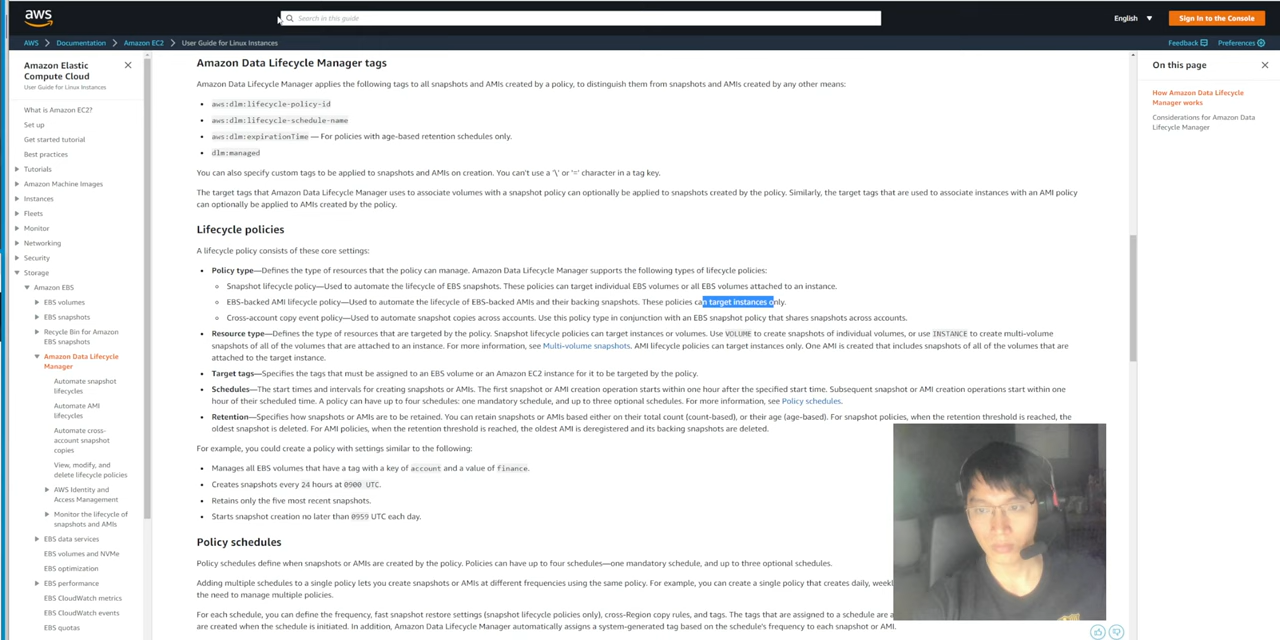 aws
Search in this guide
English
Sign In to the Console
AWS > Documentation > Amazon EC2 > User Guide for Linux Instances
Feedback
Preferences
Amazon Elastic
Compute Cloud
User Guide for Linux Instances
What is Amazon EC2?
Set up
Get started tutorial
Best practices
Tutorials
Amazon Machine Images
Instances
Fleets
Monitor
Networking
Security
Storage
Amazon EBS
EBS volumes
EBS snapshots
Recycle Bin for Amazon
EBS snapshots
Amazon Data Lifecycle
Manager
Automate snapshot
lifecycles
Automate AMI
lifecycles
Automate cross-
account snapshot
copies
View, modify, and
delete lifecycle policies
AWS Identity and
Access Management
Monitor the lifecycle of
snapshots and AMIs
EBS data services
EBS volumes and NVMe
EBS optimization
EBS performance
EBS CloudWatch metrics
EBS CloudWatch events
EBS quotas
Amazon Data Lifecycle Manager tags
Amazon Data Lifecycle Manager applies the following tags to all snapshots and AMIs created by a policy, to distinguish them from snapshots and AMIs created by any other means:
• aws:dlm:lifecycle-policy-id
• aws:dlm:lifecycle-schedule-name
• aws:dlm:expirationTime — For policies with age-based retention schedules only.
• dlm:managed
You can also specify custom tags to be applied to snapshots and AMIs on creation. You can't use a '\' or '=' character in a tag key.
The target tags that Amazon Data Lifecycle Manager uses to associate volumes with a snapshot policy can optionally be applied to snapshots created by the policy. Similarly, the target tags that are used to associate instances with an AMI policy
can optionally be applied to AMIs created by the policy.
Lifecycle policies
A lifecycle policy consists of these core settings:
• Policy type—Defines the type of resources that the policy can manage. Amazon Data Lifecycle Manager supports the following types of lifecycle policies:
◦ Snapshot lifecycle policy—Used to automate the lifecycle of EBS snapshots. These policies can target individual EBS volumes or all EBS volumes attached to an instance.
◦ EBS-backed AMI lifecycle policy—Used to automate the lifecycle of EBS-backed AMIs and their backing snapshots. These policies can target instances only.
◦ Cross-account copy event policy—Used to automate snapshot copies across accounts. Use this policy type in conjunction with an EBS snapshot policy that shares snapshots across accounts.
• Resource type—Defines the type of resources that are targeted by the policy. Snapshot lifecycle policies can target instances or volumes. Use VOLUME to create snapshots of individual volumes, or use INSTANCE to create multi-volume
snapshots of all of the volumes that are attached to an instance. For more information, see Multi-volume snapshots. AMI lifecycle policies can target instances only. One AMI is created that includes snapshots of all of the volumes that are
attached to the target instance.
• Target tags—Specifies the tags that must be assigned to an EBS volume or an Amazon EC2 instance for it to be targeted by the policy.
• Schedules—The start times and intervals for creating snapshots or AMIs. The first snapshot or AMI creation operation starts within one hour after the specified start time. Subsequent snapshot or AMI creation operations start within one
hour of their scheduled time. A policy can have up to four schedules: one mandatory schedule, and up to three optional schedules. For more information, see Policy schedules.
• Retention—Specifies how snapshots or AMIs are to be retained. You can retain snapshots or AMIs based either on their total count (count-based), or their age (age-based). For snapshot policies, when the retention threshold is reached, the
oldest snapshot is deleted. For AMI policies, when the retention threshold is reached, the oldest AMI is deregistered and its backing snapshots are deleted.
For example, you could create a policy with settings similar to the following:
• Manages all EBS volumes that have a tag with a key of account and a value of finance.
• Creates snapshots every 24 hours at 0900 UTC.
• Retains only the five most recent snapshots.
• Starts snapshot creation no later than 0959 UTC each day.
Policy schedules
Policy schedules define when snapshots or AMIs are created by the policy. Policies can have up to four schedules—one mandatory schedule, and up to three optional schedules.
Adding multiple schedules to a single policy lets you create snapshots or AMIs at different frequencies using the same policy. For example, you can create a single policy that creates daily,
the need to manage multiple policies.
For each schedule, you can define the frequency, fast snapshot restore settings (snapshot lifecycle policies only), cross-Region copy rules, and tags. The tags that are assigned to a schedule are
are created when the schedule is initiated. In addition, Amazon Data Lifecycle Manager automatically assigns a system-generated tag based on the schedule's frequency to each snapshot or AMI.
On this page
How Amazon Data Lifecycle
Manager works
Considerations for Amazon Data
Lifecycle Manager